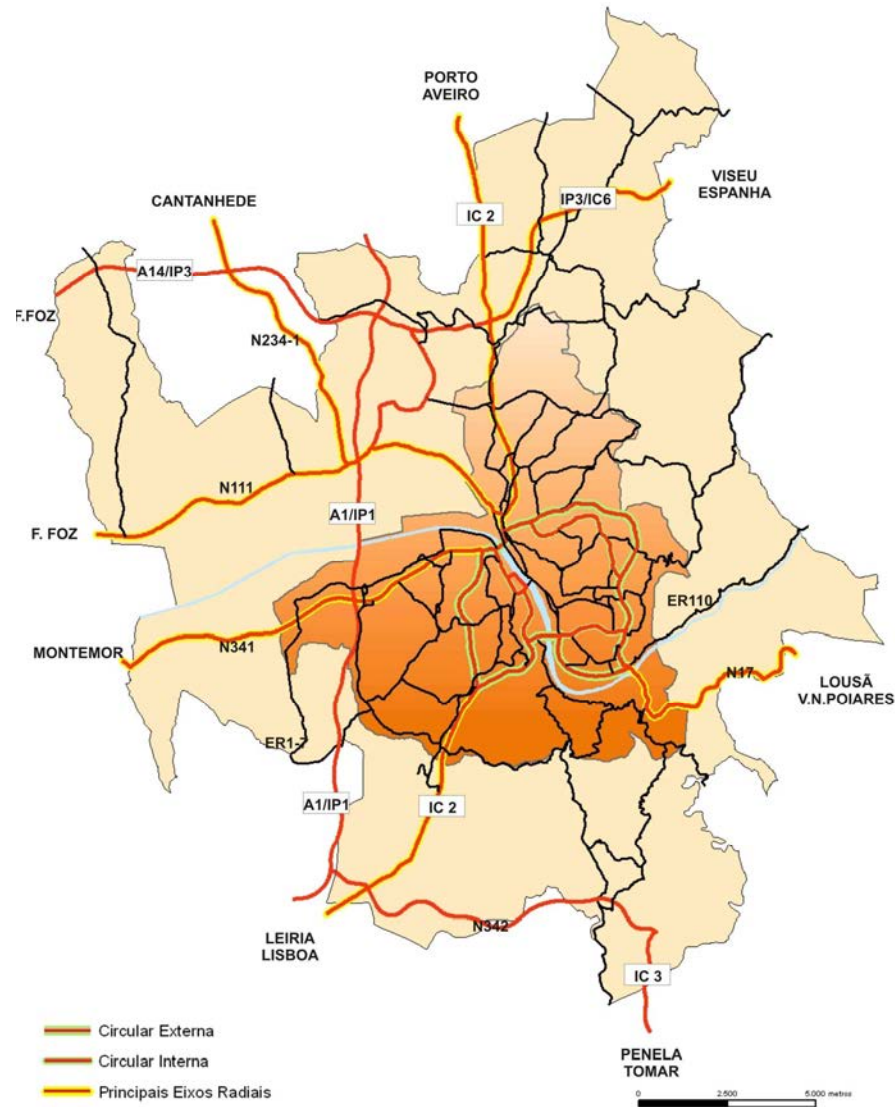 PORTO
AVEIRO
VISEU
ESPANHA
CANTANHEDE
IP3/IC6
IC 2
A14/IP3
F.FOZ
N234-1
N111
A1/IP1
F. FOZ
ER110
MONTEMOR
N341
N17
LOUSÃ
V.N.POIARES
ER1-7
A1/IP1
IC 2
LEIRIA
LISBOA
N342
IC 3
Circular Externa
Circular Interna
Principais Eixos Radiais
PENELA
TOMAR
0 2.500 5.000 metros